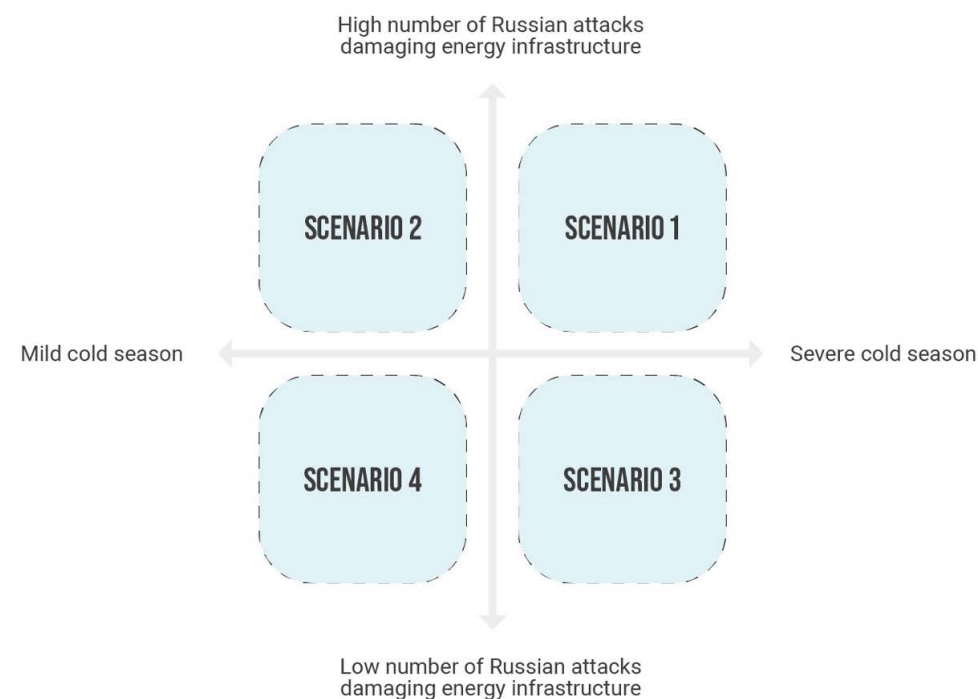 High number of Russian attacks
damaging energy infrastructure
SCENARIO 2
SCENARIO 1
Mild cold season
Severe cold season
SCENARIO 4
SCENARIO 3
Low number of Russian attacks
damaging energy infrastructure